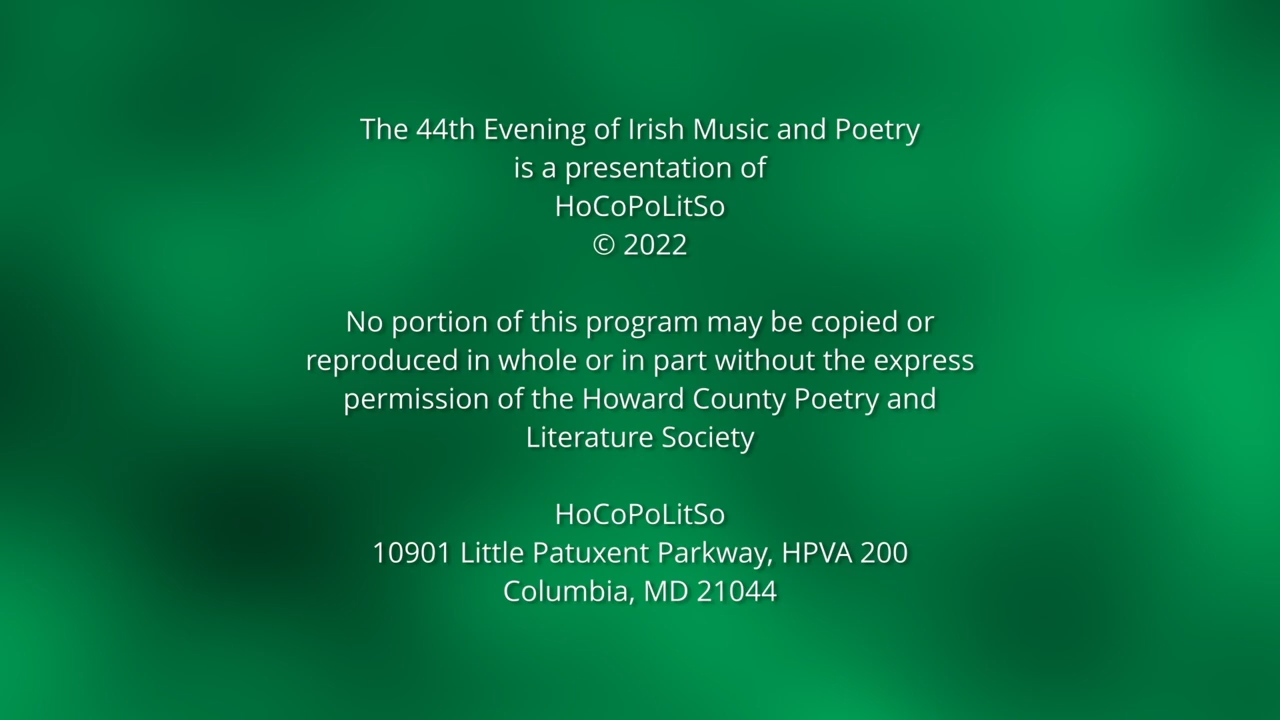 The 44th Evening of Irish Music and Poetry
is a presentation of
HoCoPoLitSo
© 2022
No portion of this program may be copied or
reproduced in whole or in part without the express
permission of the Howard County Poetry and
Literature Society
HoCoPoLitSo
10901 Little Patuxent Parkway, HPVA 200
Columbia, MD 21044